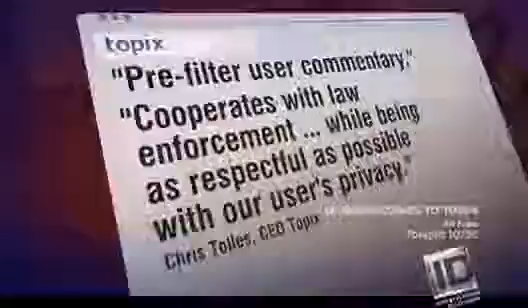 topix
"Pre-filter user commentary."
"Cooperates with law
enforcement ... while being
as respectful as possible
with our user's privacy."
Chris Tolles, CEO Topix
ID